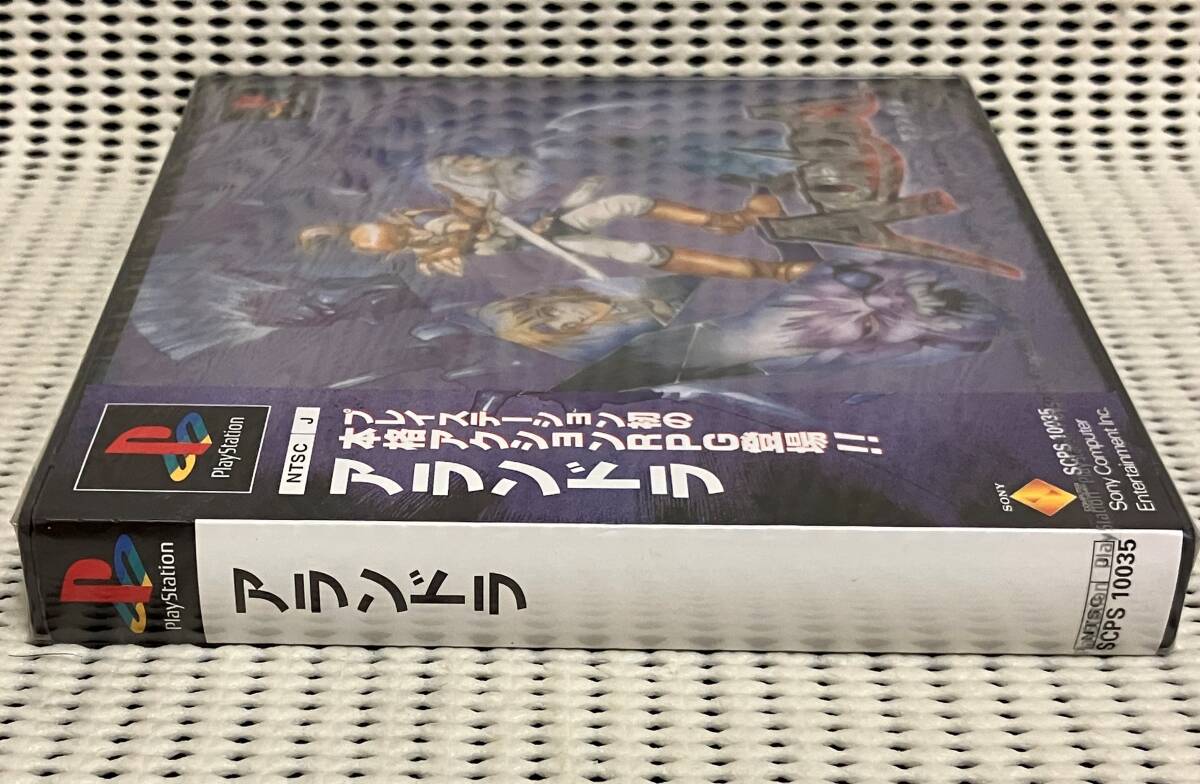 PlayStation
NTSC J
プレイステーション初の
本格アクションRPG登場!!
アランドラ
SONY
SCPS 10035
Sony Computer
Entertainment Inc
PlayStation
アランドラ
NTSC
SCPS 10035